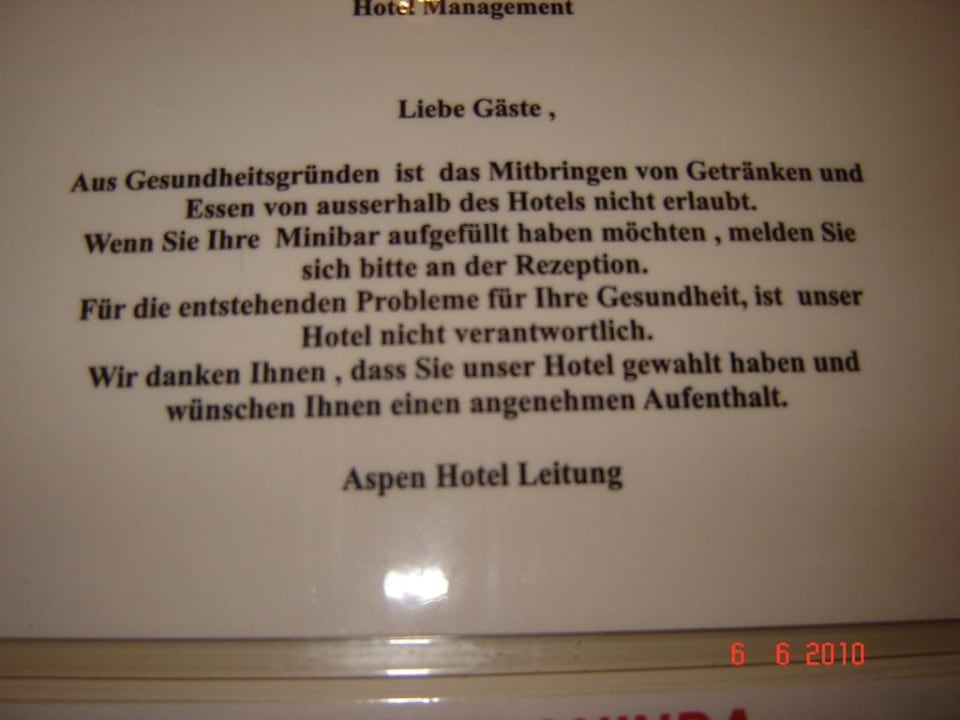 Hotel Management
Liebe Gäste ,
Aus Gesundheitsgründen ist das Mitbringen von Getränken und
Essen von ausserhalb des Hotels nicht erlaubt.
Wenn Sie Ihre Minibar aufgefüllt haben möchten , melden Sie
sich bitte an der Rezeption.
Für die entstehenden Probleme für Ihre Gesundheit, ist unser
Hotel nicht verantwortlich.
Wir danken Ihnen , dass Sie unser Hotel gewahlt haben und
wünschen Ihnen einen angenehmen Aufenthalt.
Aspen Hotel Leitung
6 6 2010